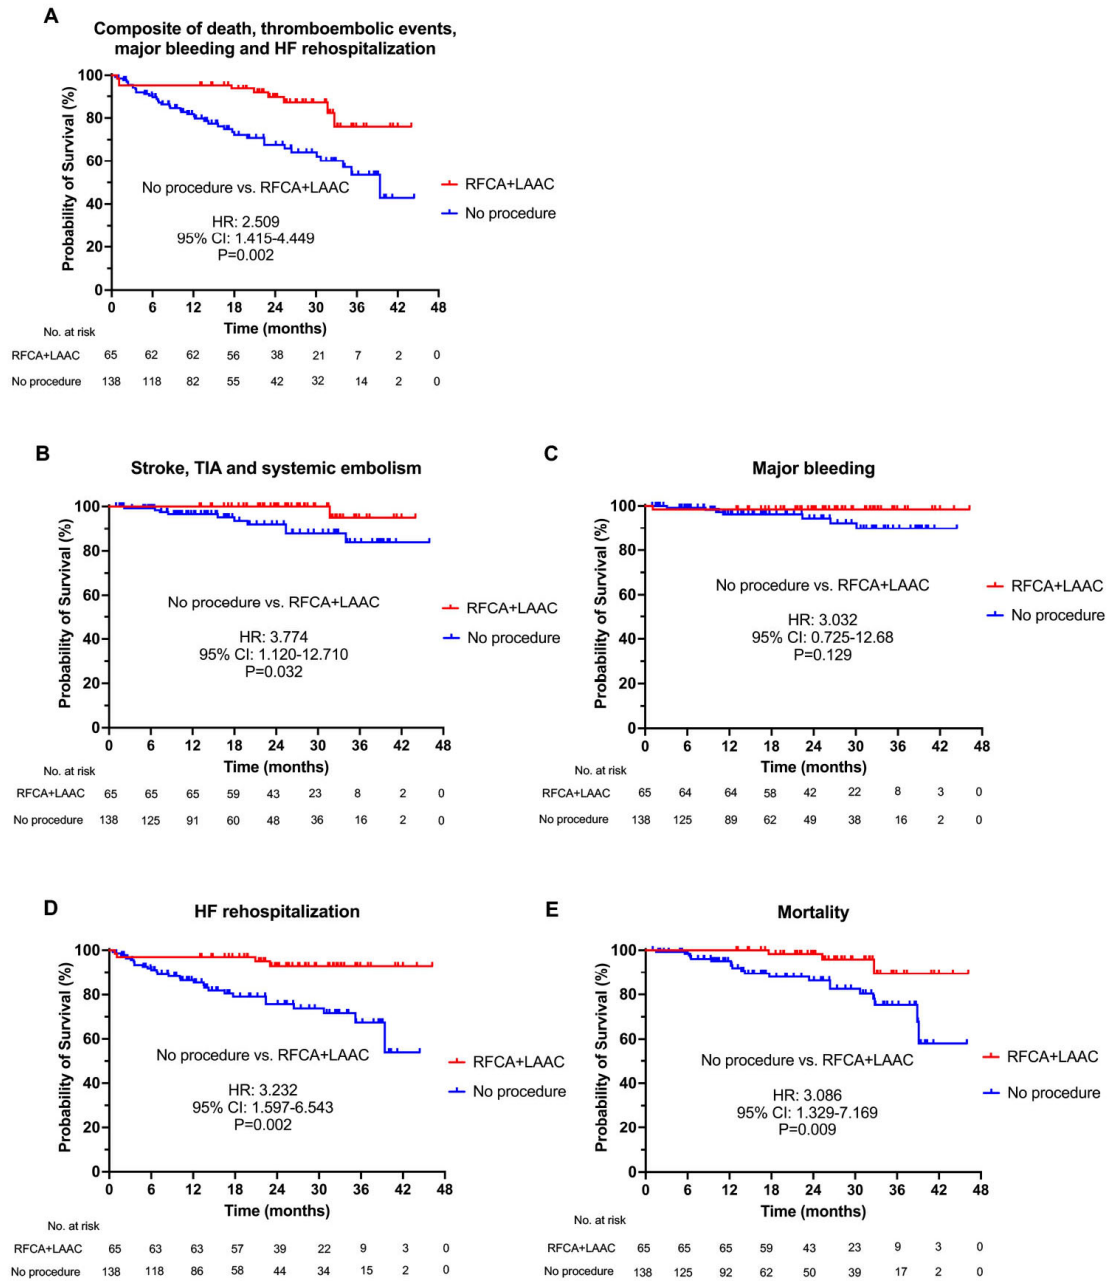 A
Composite of death, thromboembolic events,
major bleeding and HF rehospitalization
Probability of Survival (%)
100
80
60
40
20
0
No procedure vs. RFCA+LAAC
HR: 2.509
95% CI: 1.415-4.449
P=0.002
RFCA+LAAC
No procedure
0 6 12 18 24 30 36 42 48
Time (months)
No. at risk
RFCA+LAAC 65 62 62 56 38 21 7 2 0
No procedure 138 118 82 55 42 32 14 2 0
B
Stroke, TIA and systemic embolism
Probability of Survival (%)
100
80
60
40
20
0
No procedure vs. RFCA+LAAC
HR: 3.774
95% CI: 1.120-12.710
P=0.032
RFCA+LAAC
No procedure
0 6 12 18 24 30 36 42 48
Time (months)
No. at risk
RFCA+LAAC 65 65 65 59 43 23 8 2 0
No procedure 138 125 91 60 48 36 16 2 0
C
Major bleeding
Probability of Survival (%)
100
80
60
40
20
0
No procedure vs. RFCA+LAAC
HR: 3.032
95% CI: 0.725-12.68
P=0.129
RFCA+LAAC
No procedure
0 6 12 18 24 30 36 42 48
Time (months)
No. at risk
RFCA+LAAC 65 64 64 58 42 22 8 3 0
No procedure 138 125 89 62 49 38 16 2 0
D
HF rehospitalization
Probability of Survival (%)
100
80
60
40
20
0
No procedure vs. RFCA+LAAC
HR: 3.232
95% CI: 1.597-6.543
P=0.002
RFCA+LAAC
No procedure
0 6 12 18 24 30 36 42 48
Time (months)
No. at risk
RFCA+LAAC 65 63 63 57 39 22 9 3 0
No procedure 138 118 86 58 44 34 15 2 0
E
Mortality
Probability of Survival (%)
100
80
60
40
20
0
No procedure vs. RFCA+LAAC
HR: 3.086
95% CI: 1.329-7.169
P=0.009
RFCA+LAAC
No procedure
0 6 12 18 24 30 36 42 48
Time (months)
No. at risk
RFCA+LAAC 65 65 65 59 43 23 9 3 0
No procedure 138 125 92 62 50 39 17 2 0